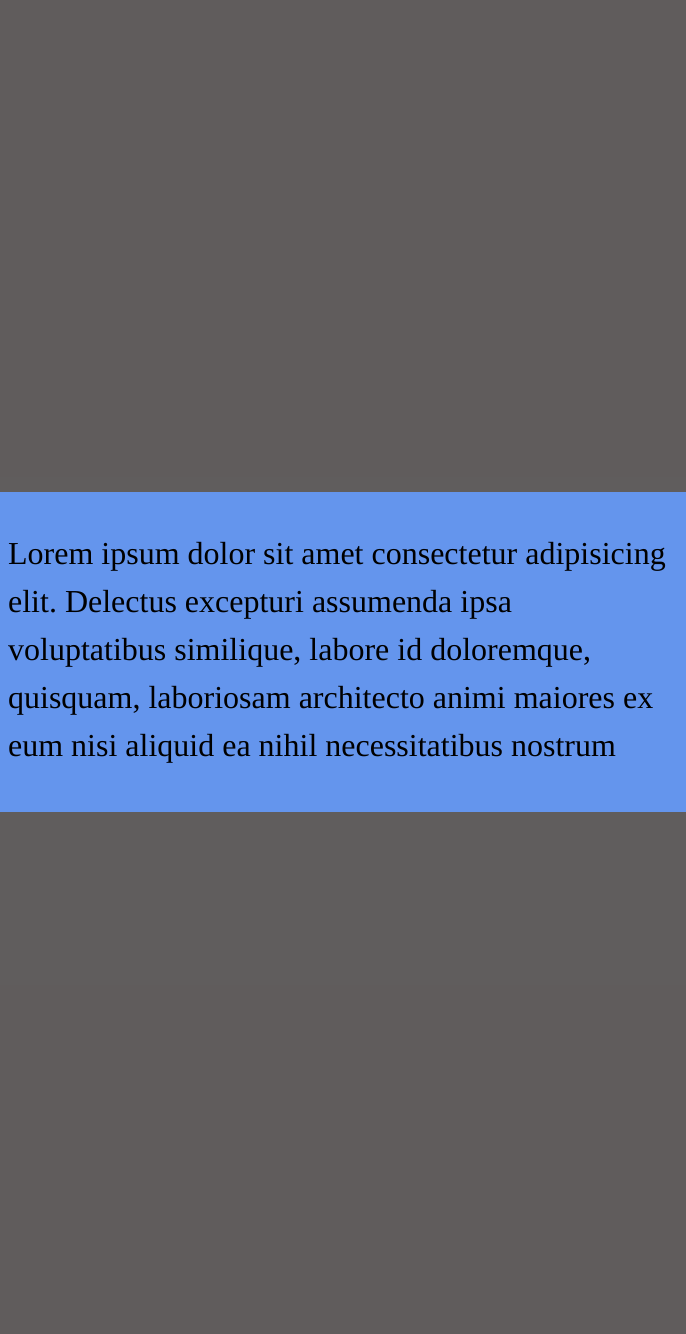 Lorem ipsum dolor sit amet consectetur adipisicing
elit. Delectus excepturi assumenda ipsa
voluptatibus similique, labore id doloremque,
quisquam, laboriosam architecto animi maiores ex
eum nisi aliquid ea nihil necessitatibus nostrum